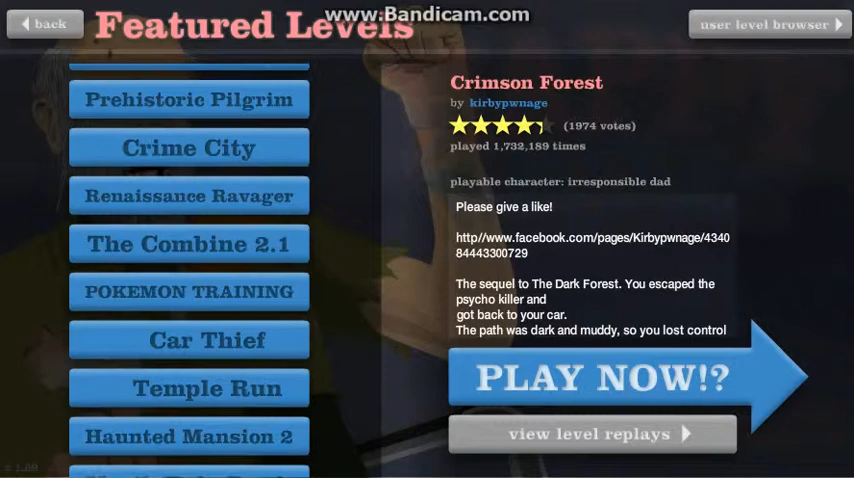 www.Bandicam.com
back
Featured Levels
user level browser
Prehistoric Pilgrim
Crime City
Renaissance Ravager
The Combine 2.1
POKEMON TRAINING
Car Thief
Temple Run
Haunted Mansion 2
Crimson Forest
by kirbypwnage
(1974 votes)
played 1,732,189 times
playable character: irresponsible dad
Please give a like!
http//www.facebook.com/pages/Kirbypwnage/4340
84443300729
The sequel to The Dark Forest. You escaped the
psycho killer and
got back to your car.
The path was dark and muddy, so you lost control
PLAY NOW!?
view level replays